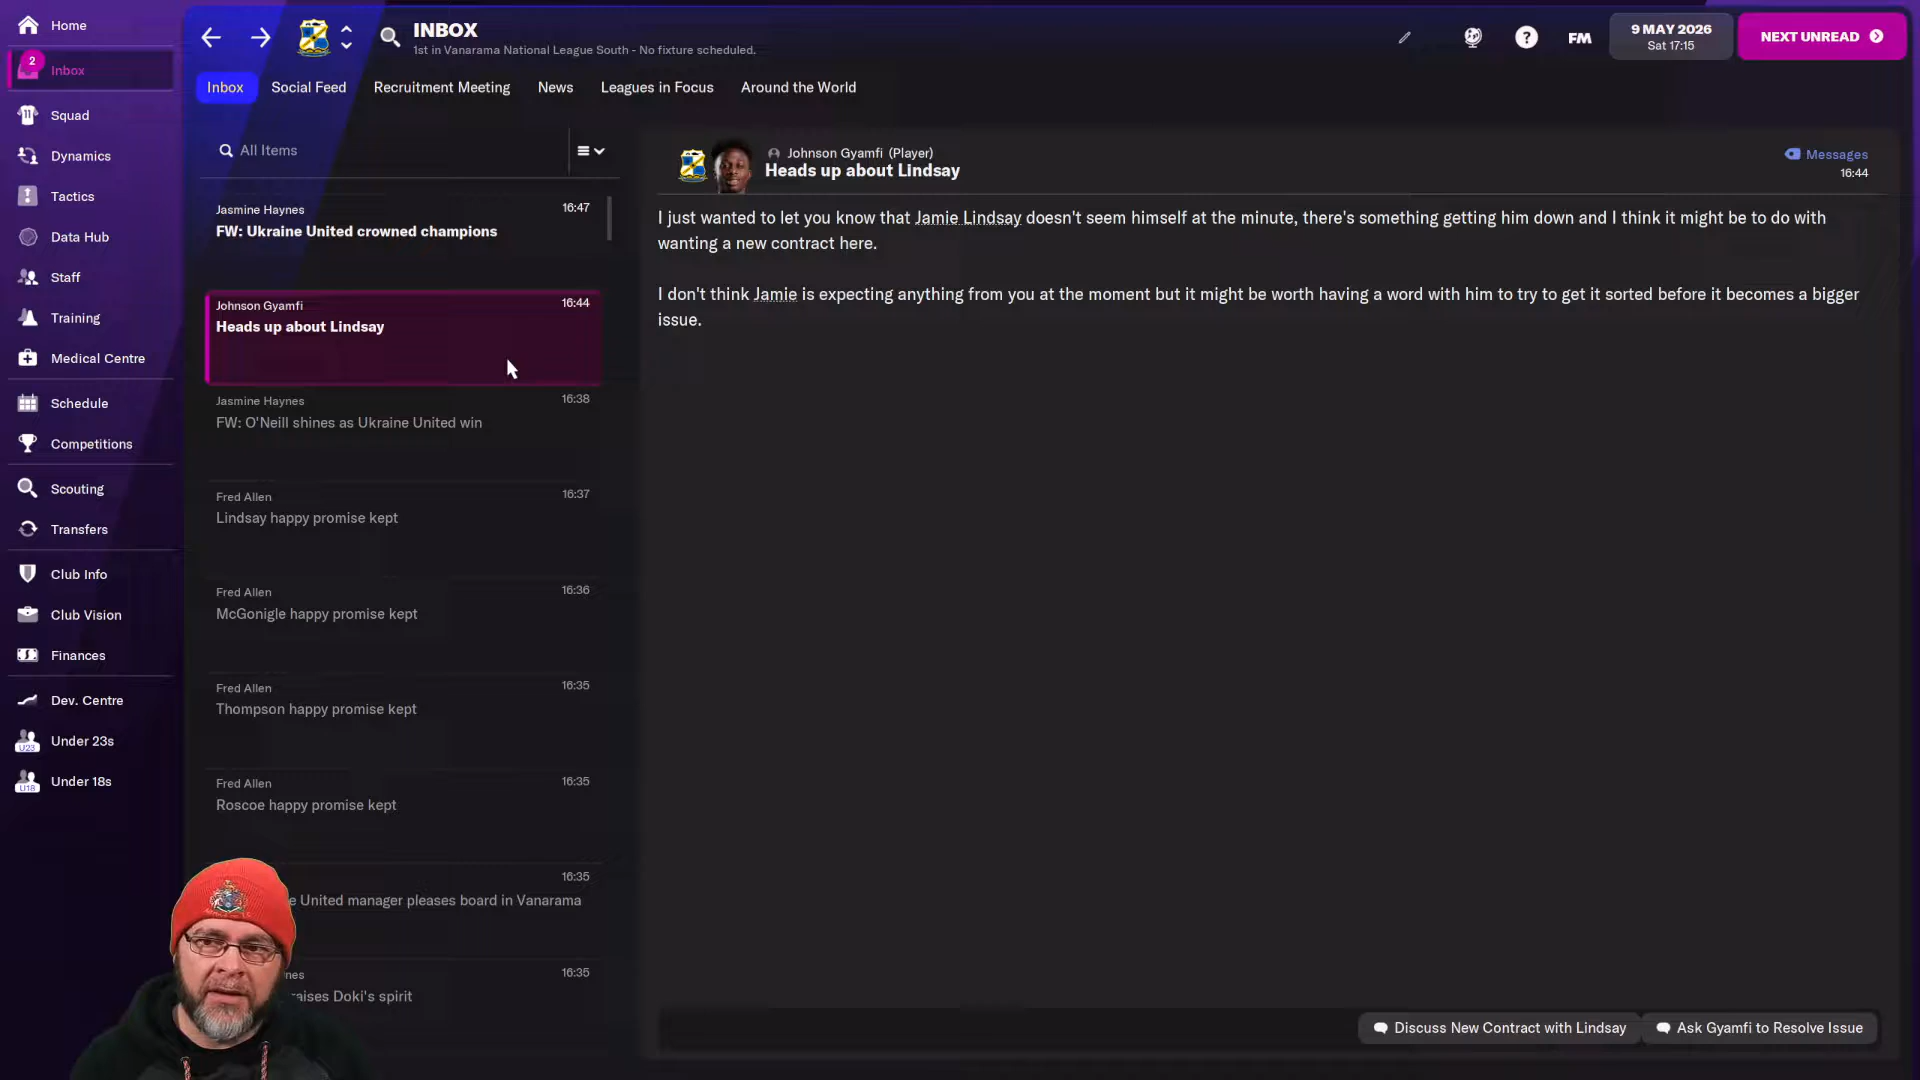 Home
INBOX
1st in Vanarama National League South - No fixture scheduled.
FM
9 MAY 2026
Sat 17:15
NEXT UNREAD
2
Inbox
Squad
Dynamics
Tactics
Data Hub
Staff
Training
Medical Centre
Schedule
Competitions
Scouting
Transfers
Club Info
Club Vision
Finances
Dev. Centre
U23
Under 23s
U18
Under 18s
Inbox
Social Feed
Recruitment Meeting
News
Leagues in Focus
Around the World
All Items
Jasmine Haynes
16:47
FW: Ukraine United crowned champions
Johnson Gyamfi
16:44
Heads up about Lindsay
Jasmine Haynes
16:38
FW: O'Neill shines as Ukraine United win
Fred Allen
16:37
Lindsay happy promise kept
Fred Allen
16:36
McGonigle happy promise kept
Fred Allen
16:35
Thompson happy promise kept
Fred Allen
16:35
Roscoe happy promise kept
16:35
e United manager pleases board in Vanarama
nes
16:35
raises Doki's spirit
Johnson Gyamfi (Player)
Heads up about Lindsay
Messages
16:44
I just wanted to let you know that Jamie Lindsay doesn't seem himself at the minute, there's something getting him down and I think it might be to do with
wanting a new contract here.
I don't think Jamie is expecting anything from you at the moment but it might be worth having a word with him to try to get it sorted before it becomes a bigger
issue.
Discuss New Contract with Lindsay
Ask Gyamfi to Resolve Issue